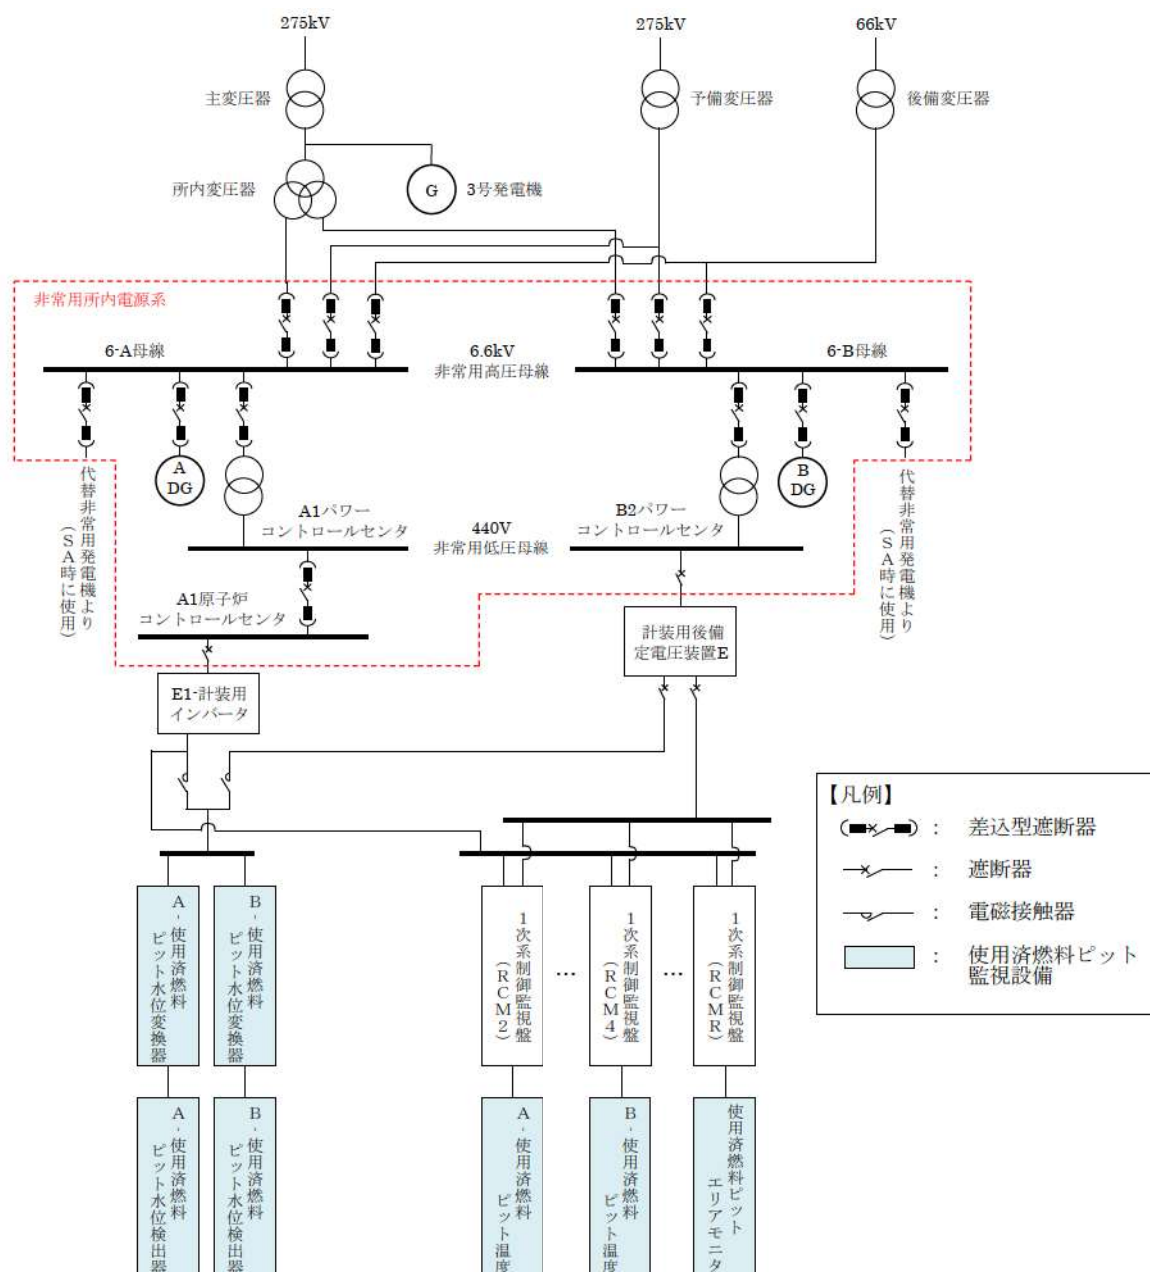 275kV
275kV
66kV
主変圧器
予備変圧器
後備変圧器
所内変圧器
G
3号発電機
非常用所内電源系
6-A母線
6.6kV
非常用高圧母線
6-B母線
A
DG
B
DG
代替非常用発電機より
(SA時に使用)
A1パワー
コントロールセンタ
440V
非常用低圧母線
B2パワー
コントロールセンタ
代替非常用発電機より
(SA時に使用)
A1原子炉
コントロールセンタ
計装用後備
定電圧装置E
E1-計装用
インバータ
【凡例】
: 差込型遮断器
: 遮断器
: 電磁接触器
: 使用済燃料ピット
監視設備
A-使用済燃料
ピット水位変換器
B-使用済燃料
ピット水位変換器
1次系制御監視盤
(RCM2)
…
1次系制御監視盤
(RCM4)
…
1次系制御監視盤
(RCMR)
A-使用済燃料
ピット水位検出器
B-使用済燃料
ピット水位検出器
A-使用済燃料
ピット温度
B-使用済燃料
ピット温度
使用済燃料ピット
エリアモニタ